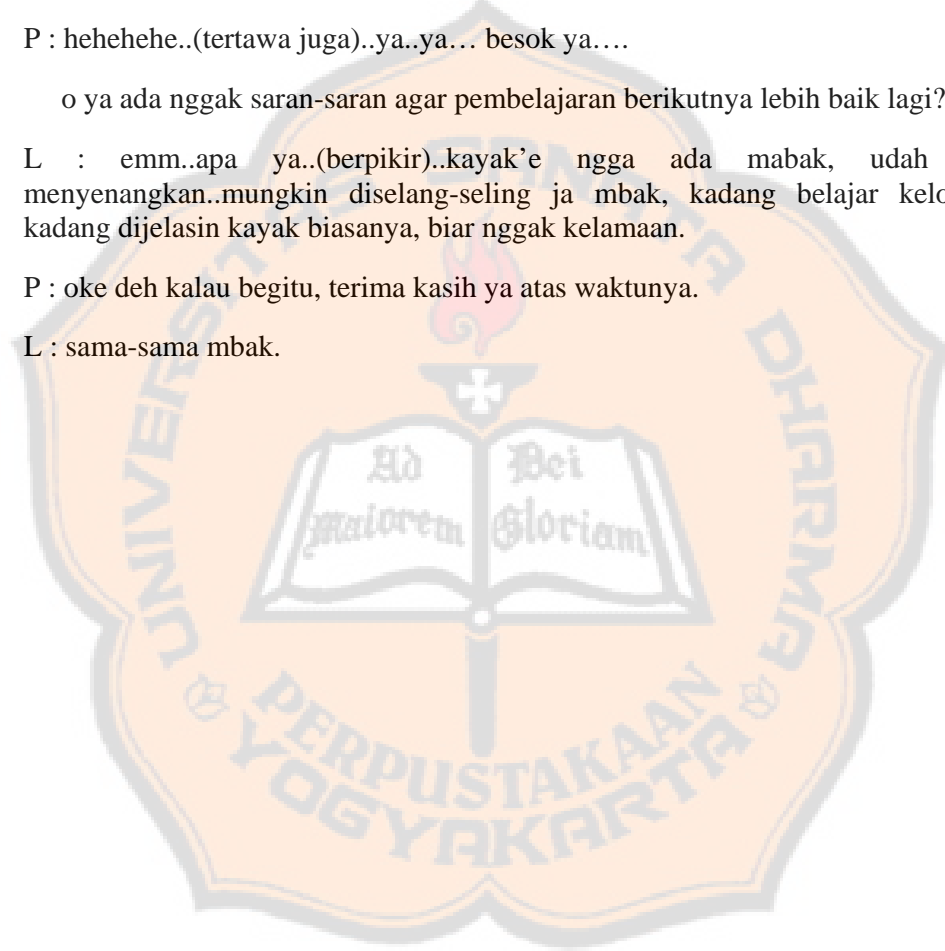 P : hehehehe..(tertawa juga)..ya..ya… besok ya….
o ya ada nggak saran-saran agar pembelajaran berikutnya lebih baik lagi?
L : emm..apa ya..(berpikir)..kayak’e ngga ada mabak, udah
menyenangkan..mungkin diselang-seling ja mbak, kadang belajar
kadang dijelasin kayak biasanya, biar nggak kelamaan.
P : oke deh kalau begitu, terima kasih ya atas waktunya.
L : sama-sama mbak.
UNIVERSITAS SANATA DHARMA
Ad Dei
Maiorem Gloriam
PERPUSTAKAAN
YOGYAKARTA